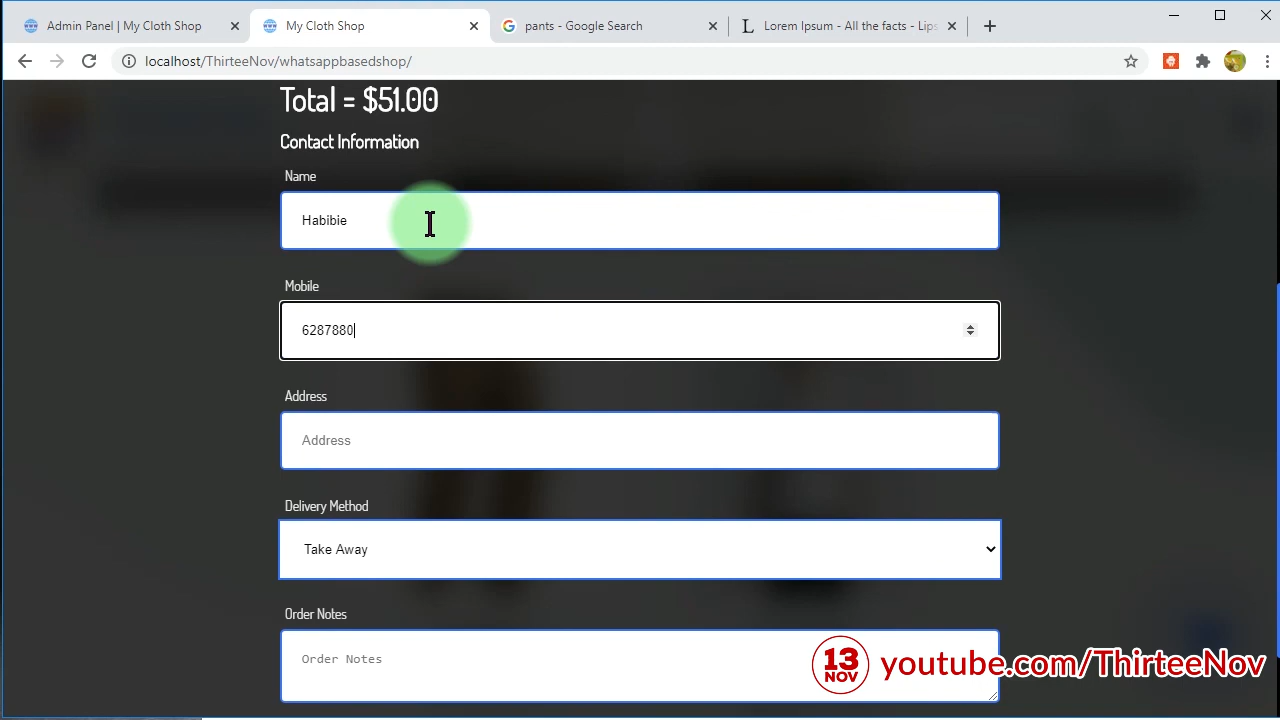 Admin Panel | My Cloth Shop
My Cloth Shop
pants - Google Search
Lorem Ipsum - All the facts - Lips
localhost/ThirteeNov/whatsappbasedshop/
Total = $51.00
Contact Information
Name
Habibie
Mobile
6287880
Address
Address
Delivery Method
Take Away
Order Notes
Order Notes
13
NOV
youtube.com/ThirteeNov